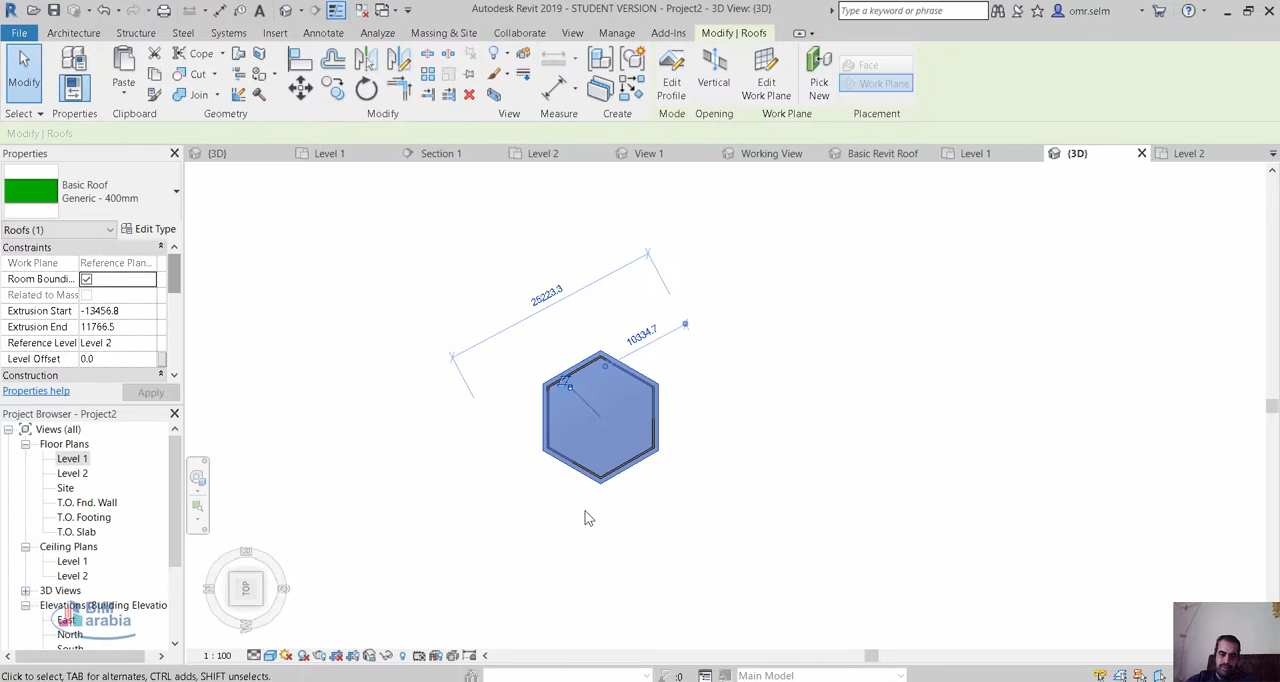 Autodesk Revit 2019 - STUDENT VERSION - Project2 - 3D View: {3D}
Type a keyword or phrase
omr.selm
File Architecture Structure Steel Systems Insert Annotate Analyze Massing & Site Collaborate View Manage Add-Ins Modify | Roofs
Modify
Paste
Cope
Cut
Join
Edit Profile
Vertical
Edit Work Plane
Pick New
Face
Work Plane
Select Properties Clipboard Geometry Modify View Measure Create Mode Opening Work Plane Placement
Modify | Roofs
Properties
{3D} Level 1 Section 1 Level 2 View 1 Working View Basic Revit Roof Level 1 {3D} Level 2
Basic Roof
Generic - 400mm
Roofs (1) Edit Type
Constraints
Work Plane Reference Plan...
Room Boundi...
Related to Mass
Extrusion Start -13456.8
Extrusion End 11766.5
Reference Level Level 2
Level Offset 0.0
Construction
Properties help Apply
Project Browser - Project2
Views (all)
Floor Plans
Level 1
Level 2
Site
T.O. Fnd. Wall
T.O. Footing
T.O. Slab
Ceiling Plans
Level 1
Level 2
3D Views
Elevations (Building Elevatio
East
North
South
BIM
arabia
25223.3
10334.7
TOP
1 : 100
Click to select, TAB for alternates, CTRL adds, SHIFT unselects.
:0
Main Model